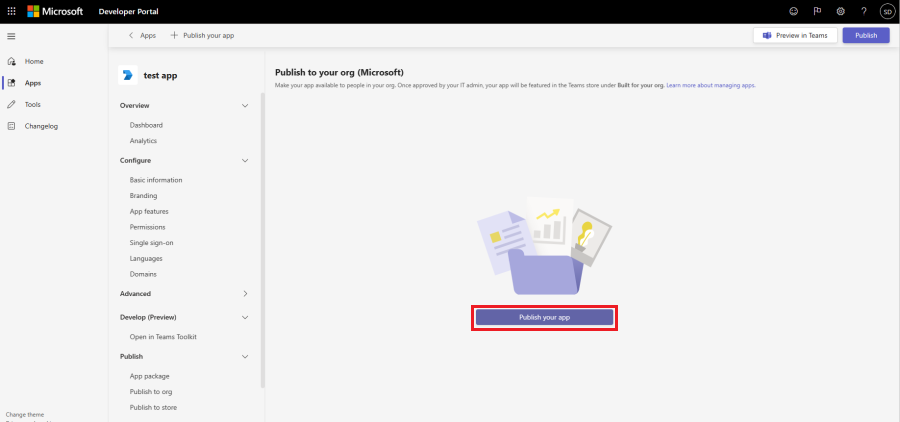 Microsoft Developer Portal
SD
Apps
Publish your app
Preview in Teams
Publish
Home
Apps
Tools
Changelog
Change theme
test app
Overview
Dashboard
Analytics
Configure
Basic information
Branding
App features
Permissions
Single sign-on
Languages
Domains
Advanced
Develop (Preview)
Open in Teams Toolkit
Publish
App package
Publish to org
Publish to store
Publish to your org (Microsoft)
Make your app available to people in your org. Once approved by your IT admin, your app will be featured in the Teams store under Built for your org. Learn more about managing apps.
Publish your app